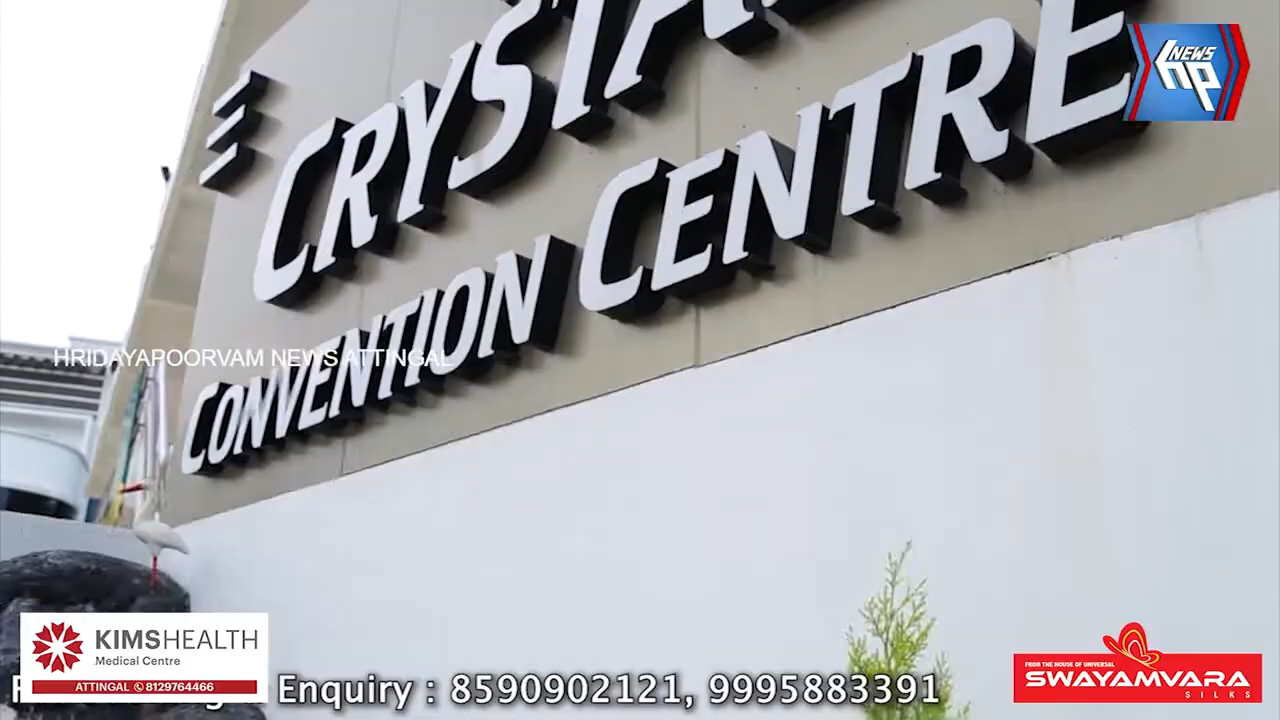 CRYSTA
CONVENTION CENTRE
NEWS
HP
HRIDAYAPOORVAM NEWS ATTINGAL
KIMSHEALTH
Medical Centre
ATTINGAL 8129764466
Enquiry : 8590902121, 9995883391
FROM THE HOUSE OF UNIVERSAL
SWAYAMVARA
SILKS